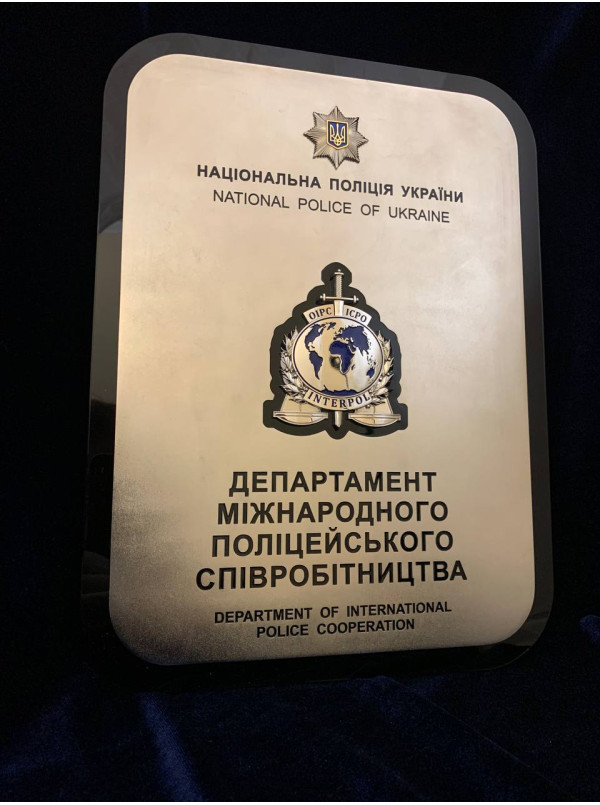 НАЦІОНАЛЬНА ПОЛІЦІЯ УКРАЇНИ
NATIONAL POLICE OF UKRAINE
OIPC ICPO
INTERPOL
ДЕПАРТАМЕНТ
МІЖНАРОДНОГО
ПОЛІЦЕЙСЬКОГО
СПІВРОБІТНИЦТВА
DEPARTMENT OF INTERNATIONAL
POLICE COOPERATION